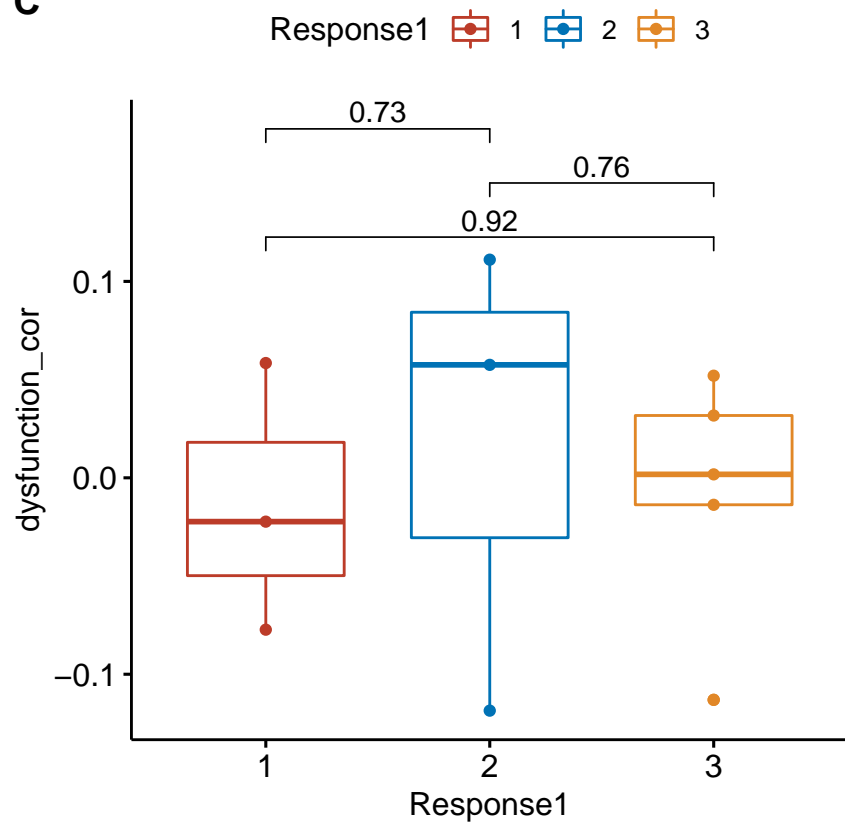 C
Response1 1 2 3
0.73
0.76
0.92
0.1
0.0
−0.1
dysfunction_cor
1 2 3
Response1